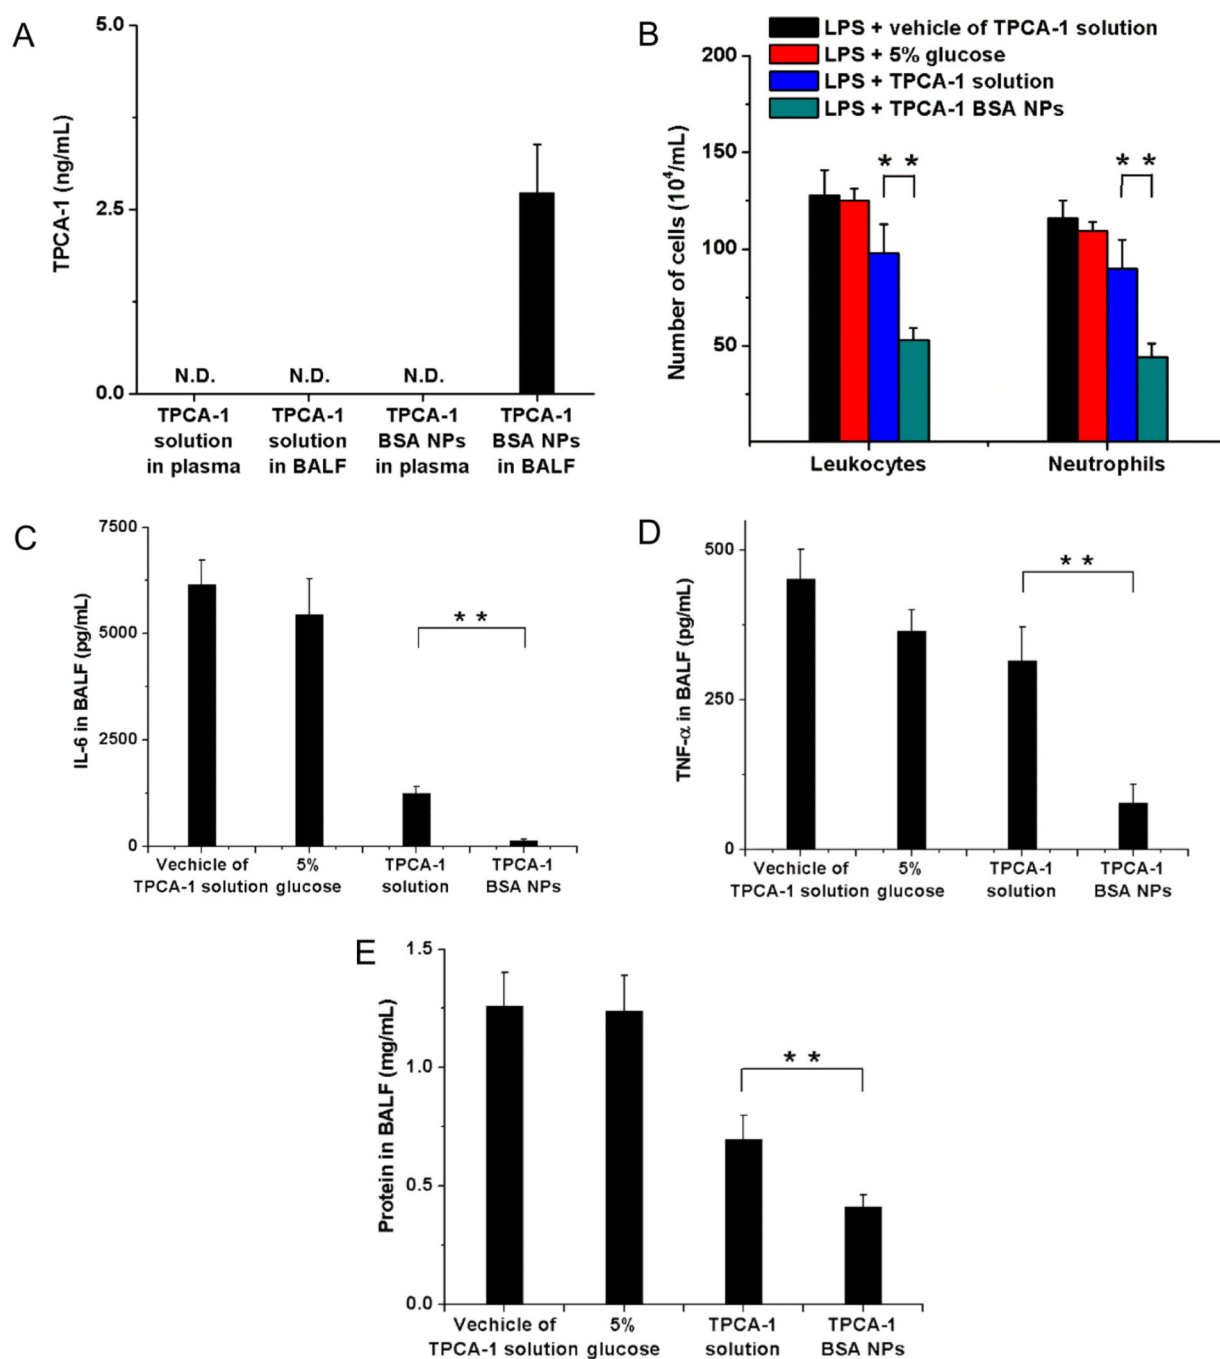 A
TPCA-1 (ng/mL)
5.0
2.5
0.0
N.D.
N.D.
N.D.
TPCA-1
solution
in plasma
TPCA-1
solution
in BALF
TPCA-1
BSA NPs
in plasma
TPCA-1
BSA NPs
in BALF
B
LPS + vehicle of TPCA-1 solution
LPS + 5% glucose
LPS + TPCA-1 solution
LPS + TPCA-1 BSA NPs
Number of cells (10⁴/mL)
200
150
100
50
* *
* *
Leukocytes
Neutrophils
C
IL-6 in BALF (pg/mL)
7500
5000
2500
0
* *
Vechicle of
TPCA-1 solution
5%
glucose
TPCA-1
solution
TPCA-1
BSA NPs
D
TNF-α in BALF (pg/mL)
500
250
0
* *
Vechicle of
TPCA-1 solution
5%
glucose
TPCA-1
solution
TPCA-1
BSA NPs
E
Protein in BALF (mg/mL)
1.5
1.0
0.5
0.0
* *
Vechicle of
TPCA-1 solution
5%
glucose
TPCA-1
solution
TPCA-1
BSA NPs